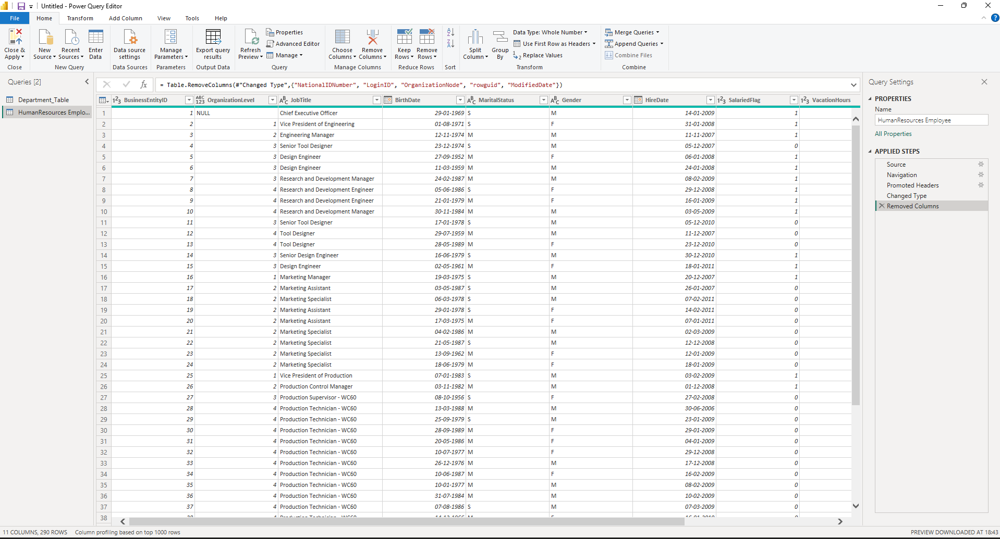 Untitled - Power Query Editor
File Home Transform Add Column View Tools Help
Close & Apply
New Source
Recent Sources
Enter Data
Data source settings
Manage Parameters
Export query results
Refresh Preview
Properties
Advanced Editor
Manage
Choose Columns
Remove Columns
Keep Rows
Remove Rows
Split Column
Group By
Data Type: Whole Number
Use First Row as Headers
Replace Values
Merge Queries
Append Queries
Combine Files
Close New Query Data Sources Parameters Output Data Query Manage Columns Reduce Rows Sort Transform Combine
Queries [2]
Department_Table
HumanResources Emplo...
fx = Table.RemoveColumns(#"Changed Type",{"NationalIDNumber", "LoginID", "OrganizationNode", "rowguid", "ModifiedDate"})
BusinessEntityID OrganizationLevel JobTitle BirthDate MaritalStatus Gender HireDate SalariedFlag VacationHours
1 1 NULL Chief Executive Officer 29-01-1969 S M 14-01-2009 1
2 2 1 Vice President of Engineering 01-08-1971 S F 31-01-2008 1
3 3 2 Engineering Manager 12-11-1974 M M 11-11-2007 1
4 4 3 Senior Tool Designer 23-12-1974 S M 05-12-2007 0
5 5 3 Design Engineer 27-09-1952 M F 06-01-2008 1
6 6 3 Design Engineer 11-03-1959 M M 24-01-2008 1
7 7 3 Research and Development Manager 24-02-1987 M M 08-02-2009 1
8 8 4 Research and Development Engineer 05-06-1986 S F 29-12-2008 1
9 9 4 Research and Development Engineer 21-01-1979 M F 16-01-2009 1
10 10 4 Research and Development Manager 30-11-1984 M M 03-05-2009 1
11 11 3 Senior Tool Designer 17-01-1978 S M 05-12-2010 0
12 12 4 Tool Designer 29-07-1959 M M 11-12-2007 0
13 13 4 Tool Designer 28-05-1989 M F 23-12-2010 0
14 14 3 Senior Design Engineer 16-06-1979 S M 30-12-2010 1
15 15 3 Design Engineer 02-05-1961 M F 18-01-2011 1
16 16 1 Marketing Manager 19-03-1975 S M 20-12-2007 1
17 17 2 Marketing Assistant 03-05-1987 S M 26-01-2007 0
18 18 2 Marketing Specialist 06-03-1978 S M 07-02-2011 0
19 19 2 Marketing Assistant 29-01-1978 S F 14-02-2011 0
20 20 2 Marketing Assistant 17-03-1975 M F 07-01-2011 0
21 21 2 Marketing Specialist 04-02-1986 M M 02-03-2009 0
22 22 2 Marketing Specialist 21-05-1987 S M 12-12-2008 0
23 23 2 Marketing Specialist 13-09-1962 M F 12-01-2009 0
24 24 2 Marketing Specialist 18-06-1979 M F 18-01-2009 0
25 25 1 Vice President of Production 07-01-1983 S M 03-02-2009 1
26 26 2 Production Control Manager 03-11-1982 M M 01-12-2008 1
27 27 3 Production Supervisor - WC60 08-10-1956 S F 27-02-2008 0
28 28 4 Production Technician - WC60 13-03-1988 M M 30-06-2006 0
29 29 4 Production Technician - WC60 25-09-1979 S M 23-01-2009 0
30 30 4 Production Technician - WC60 28-09-1989 M F 29-01-2009 0
31 31 4 Production Technician - WC60 20-05-1986 M F 04-01-2009 0
32 32 4 Production Technician - WC60 10-07-1977 M F 29-12-2008 0
33 33 4 Production Technician - WC60 26-12-1976 M M 17-12-2008 0
34 34 4 Production Technician - WC60 10-06-1987 M F 16-02-2009 0
35 35 4 Production Technician - WC60 10-01-1977 M M 08-02-2009 0
36 36 4 Production Technician - WC60 31-07-1984 M M 10-02-2009 0
37 37 4 Production Technician - WC60 07-08-1986 S M 07-03-2009 0
38
Query Settings
PROPERTIES
Name
HumanResources Employee
All Properties
APPLIED STEPS
Source
Navigation
Promoted Headers
Changed Type
Removed Columns
11 COLUMNS, 290 ROWS Column profiling based on top 1000 rows PREVIEW DOWNLOADED AT 18:43